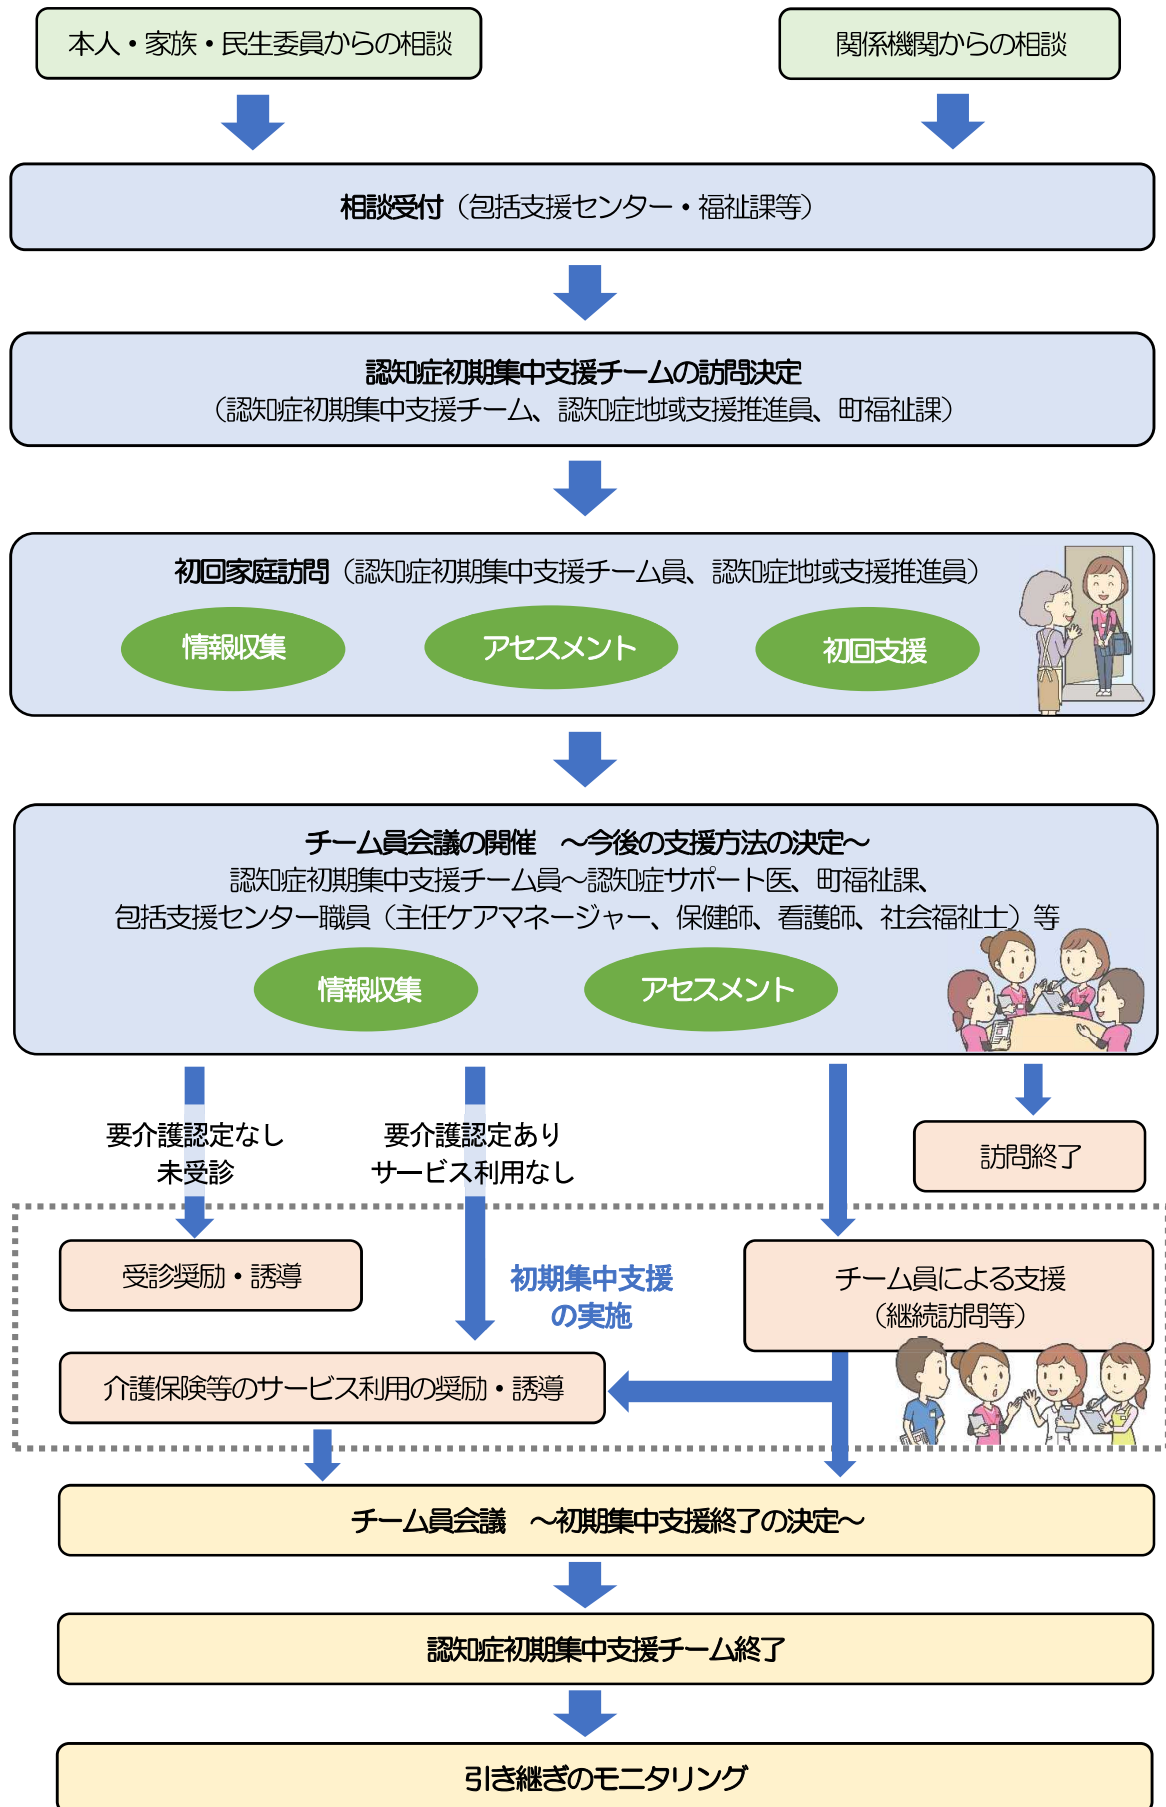 本人・家族・民生委員からの相談
関係機関からの相談
相談受付（包括支援センター・福祉課等）
認知症初期集中支援チームの訪問決定
（認知症初期集中支援チーム、認知症地域支援推進員、町福祉課）
初回家庭訪問（認知症初期集中支援チーム員、認知症地域支援推進員）
情報収集
アセスメント
初回支援
チーム員会議の開催　～今後の支援方法の決定～
認知症初期集中支援チーム員～認知症サポート医、町福祉課、
包括支援センター職員（主任ケアマネージャー、保健師、看護師、社会福祉士）等
情報収集
アセスメント
要介護認定なし
未受診
要介護認定あり
サービス利用なし
訪問終了
受診奨励・誘導
初期集中支援
の実施
チーム員による支援
（継続訪問等）
介護保険等のサービス利用の奨励・誘導
チーム員会議　～初期集中支援終了の決定～
認知症初期集中支援チーム終了
引き継ぎのモニタリング